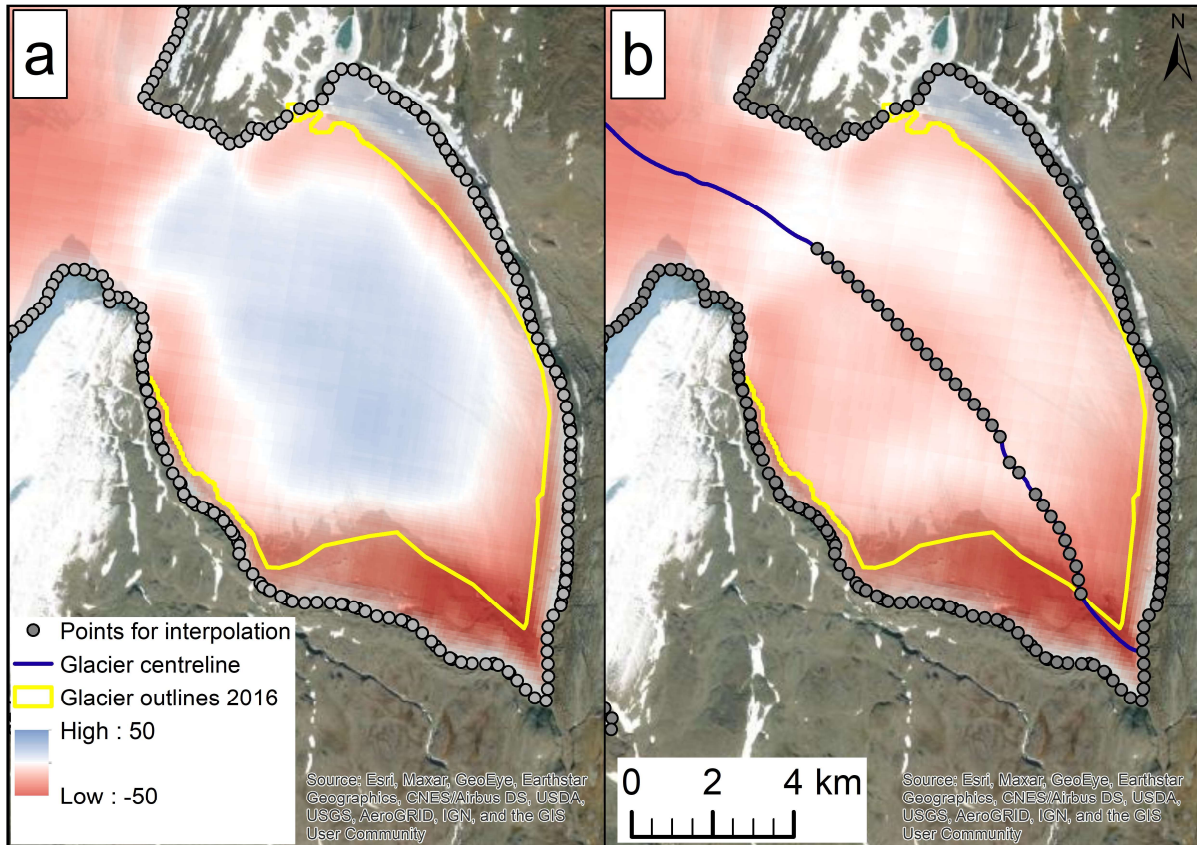 a
b
N
Points for interpolation
Glacier centreline
Glacier outlines 2016
High : 50
Low : -50
Source: Esri, Maxar, GeoEye, Earthstar
Geographics, CNES/Airbus DS, USDA,
USGS, AeroGRID, IGN, and the GIS
User Community
0 2 4 km
Source: Esri, Maxar, GeoEye, Earthstar
Geographics, CNES/Airbus DS, USDA,
USGS, AeroGRID, IGN, and the GIS
User Community